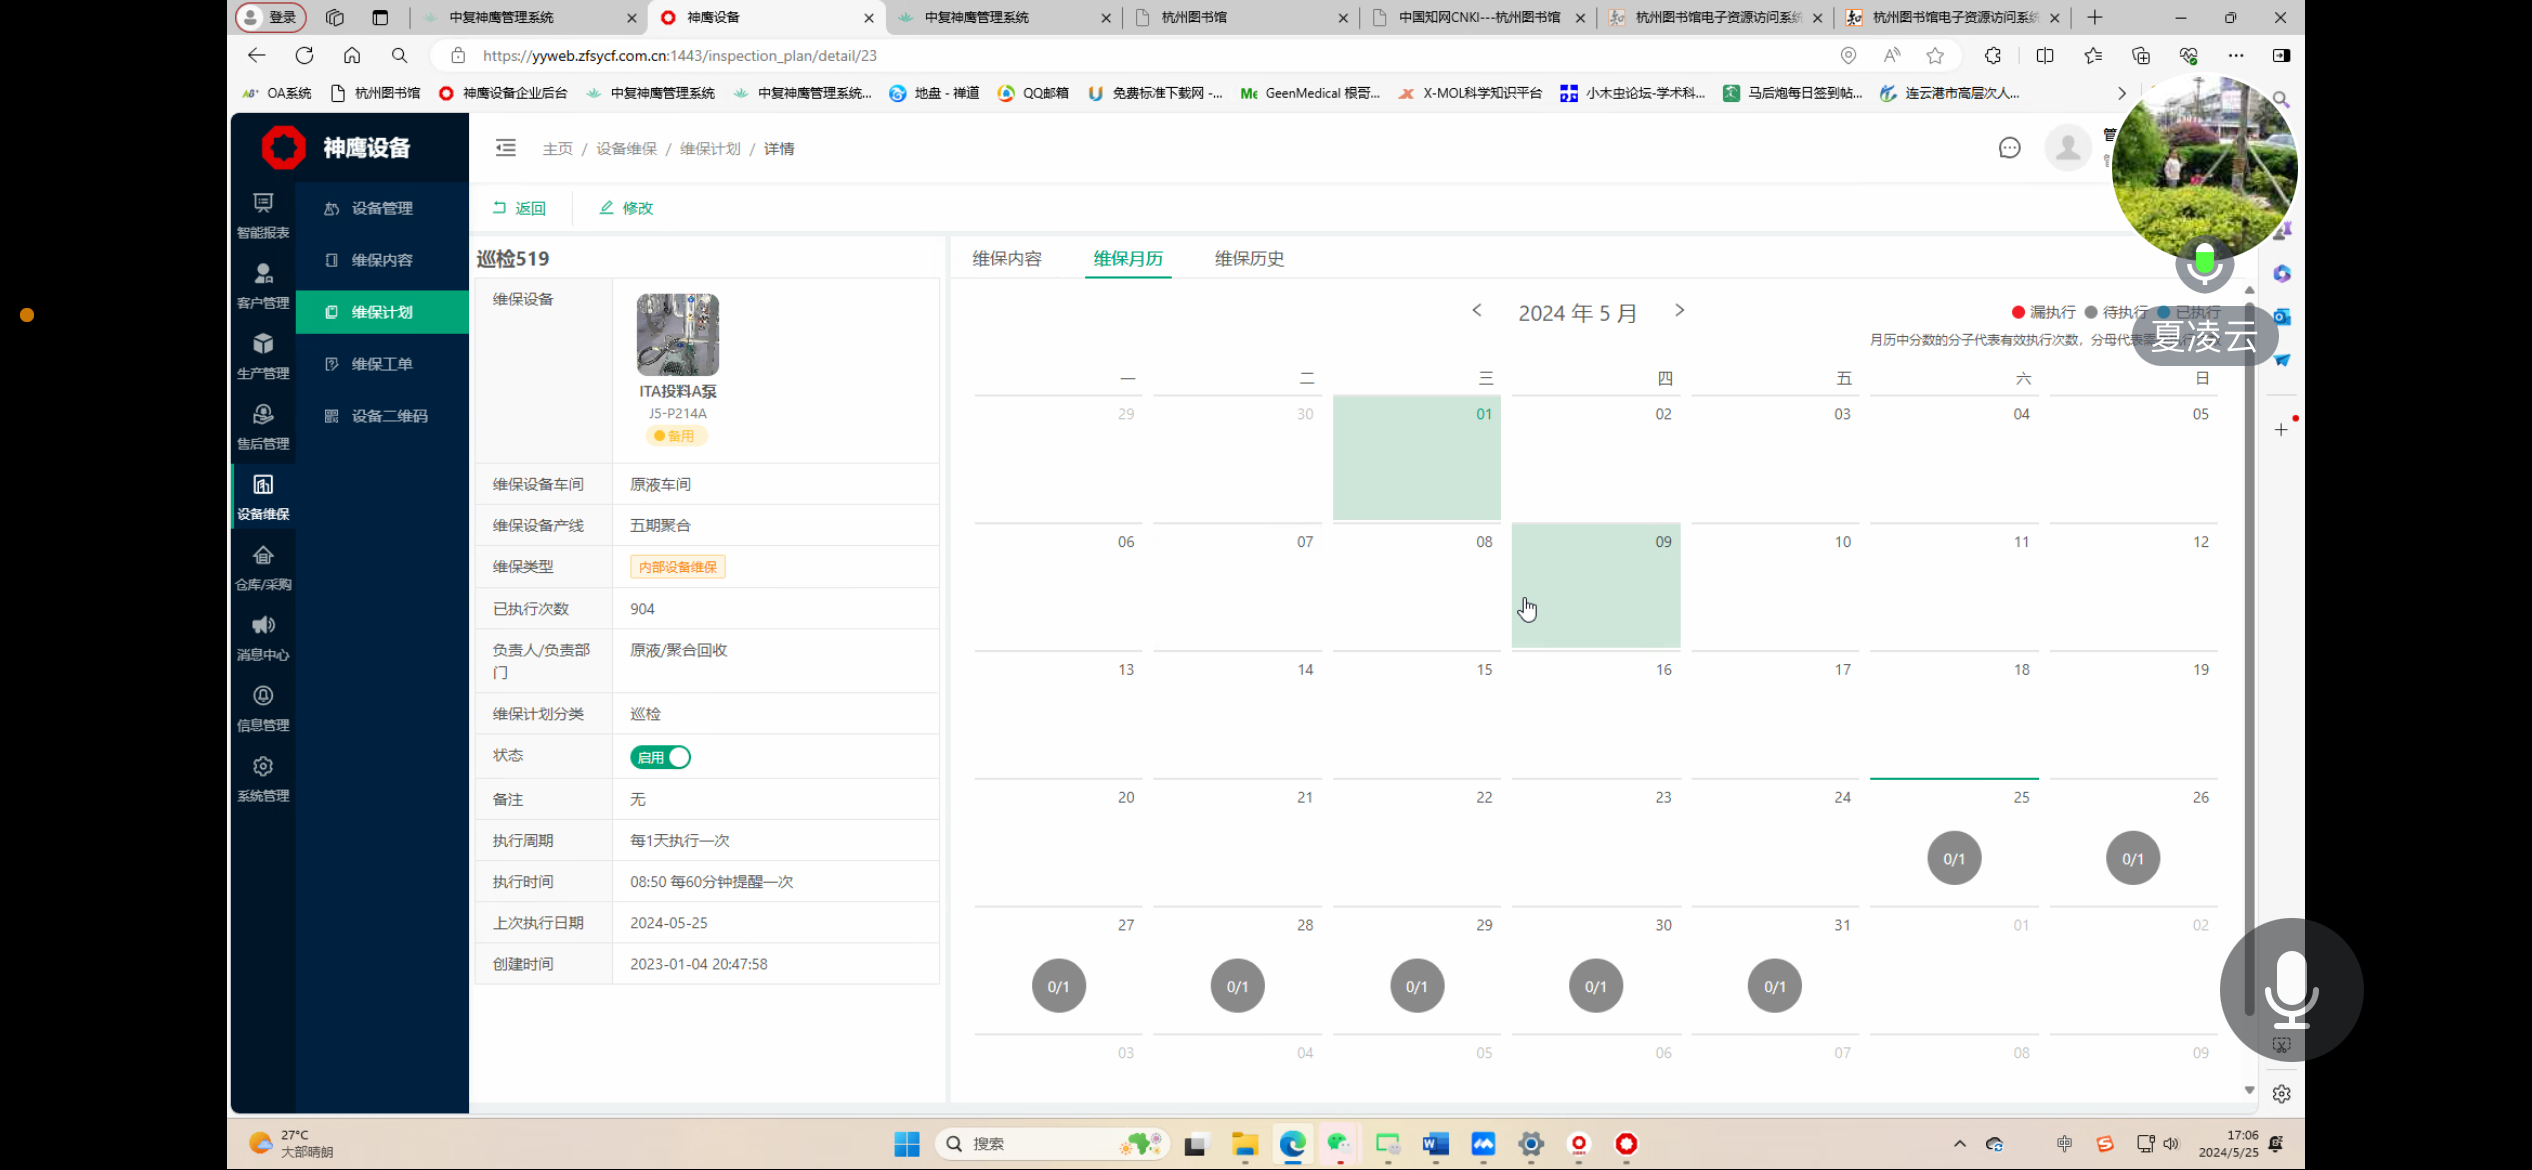 登录
中复神鹰管理系统
神鹰设备
中复神鹰管理系统
杭州图书馆
中国知网CNKI---杭州图书馆
杭州图书馆电子资源访问系统
杭州图书馆电子资源访问系统
https://yyweb.zfsycf.com.cn:1443/inspection_plan/detail/23
OA系统
杭州图书馆
神鹰设备企业后台
中复神鹰管理系统
中复神鹰管理系统...
地盘 - 禅道
QQ邮箱
免费标准下载网 -...
GeenMedical 根哥...
X-MOL科学知识平台
小木虫论坛-学术科...
马后炮每日签到帖...
连云港市高层次人...
神鹰设备
主页 / 设备维保 / 维保计划 / 详情
管
智能报表
客户管理
生产管理
售后管理
设备维保
仓库/采购
消息中心
信息管理
系统管理
设备管理
维保内容
维保计划
维保工单
设备二维码
返回
修改
巡检519
维保设备
ITA投料A泵
J5-P214A
备用
维保设备车间 原液车间
维保设备产线 五期聚合
维保类型 内部设备维保
已执行次数 904
负责人/负责部门 原液/聚合回收
维保计划分类 巡检
状态 启用
备注 无
执行周期 每1天执行一次
执行时间 08:50 每60分钟提醒一次
上次执行日期 2024-05-25
创建时间 2023-01-04 20:47:58
维保内容 维保月历 维保历史
2024 年 5 月
漏执行 待执行 已执行
月历中分数的分子代表有效执行次数，分母代表
夏凌云
一 二 三 四 五 六 日
29 30 01 02 03 04 05
06 07 08 09 10 11 12
13 14 15 16 17 18 19
20 21 22 23 24 25 26
0/1 0/1
27 28 29 30 31 01 02
0/1 0/1 0/1 0/1 0/1
03 04 05 06 07 08 09
27°C
大部晴朗
搜索
中
17:06
2024/5/25